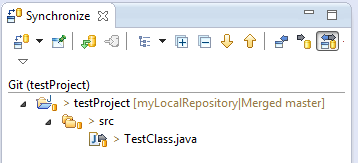 Synchronize
Git (testProject)
> testProject [myLocalRepository|Merged master]
> src
> TestClass.java